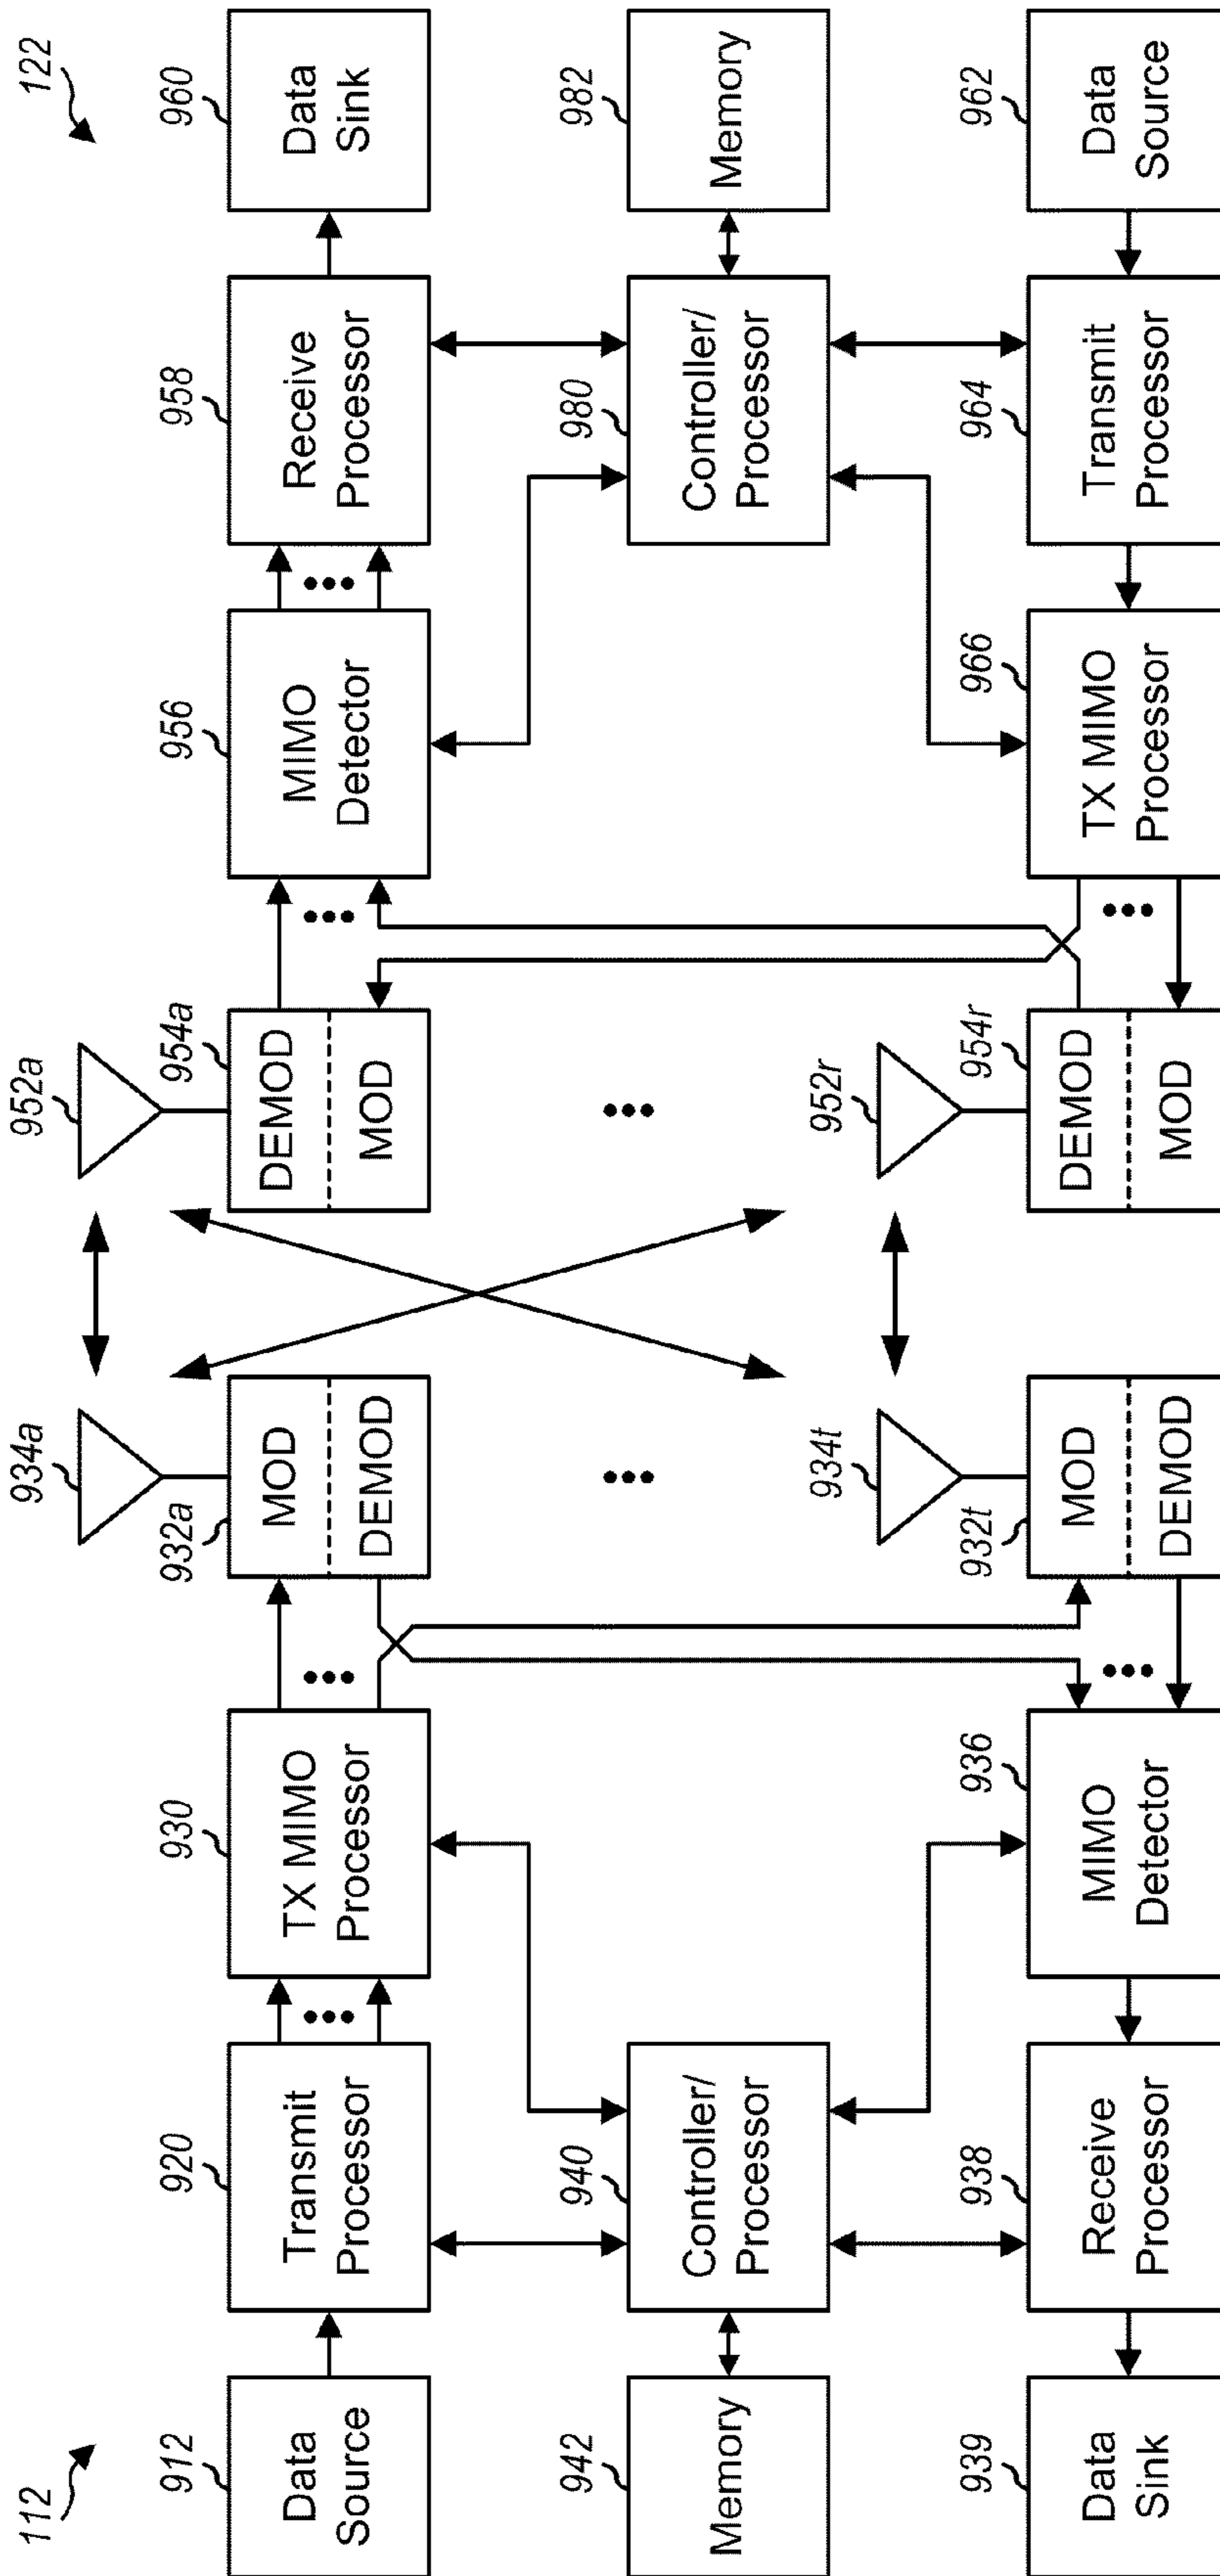 112
122
934a
952a
912
920
930
932a
954a
956
958
960
Data
Source
Transmit
Processor
TX MIMO
Processor
MOD
DEMOD
DEMOD
MOD
MIMO
Detector
Receive
Processor
Data
Sink
942
940
934t
952r
980
982
Memory
Controller/
Processor
Controller/
Processor
Memory
939
938
936
932t
954r
966
964
962
Data
Sink
Receive
Processor
MIMO
Detector
MOD
DEMOD
DEMOD
MOD
TX MIMO
Processor
Transmit
Processor
Data
Source